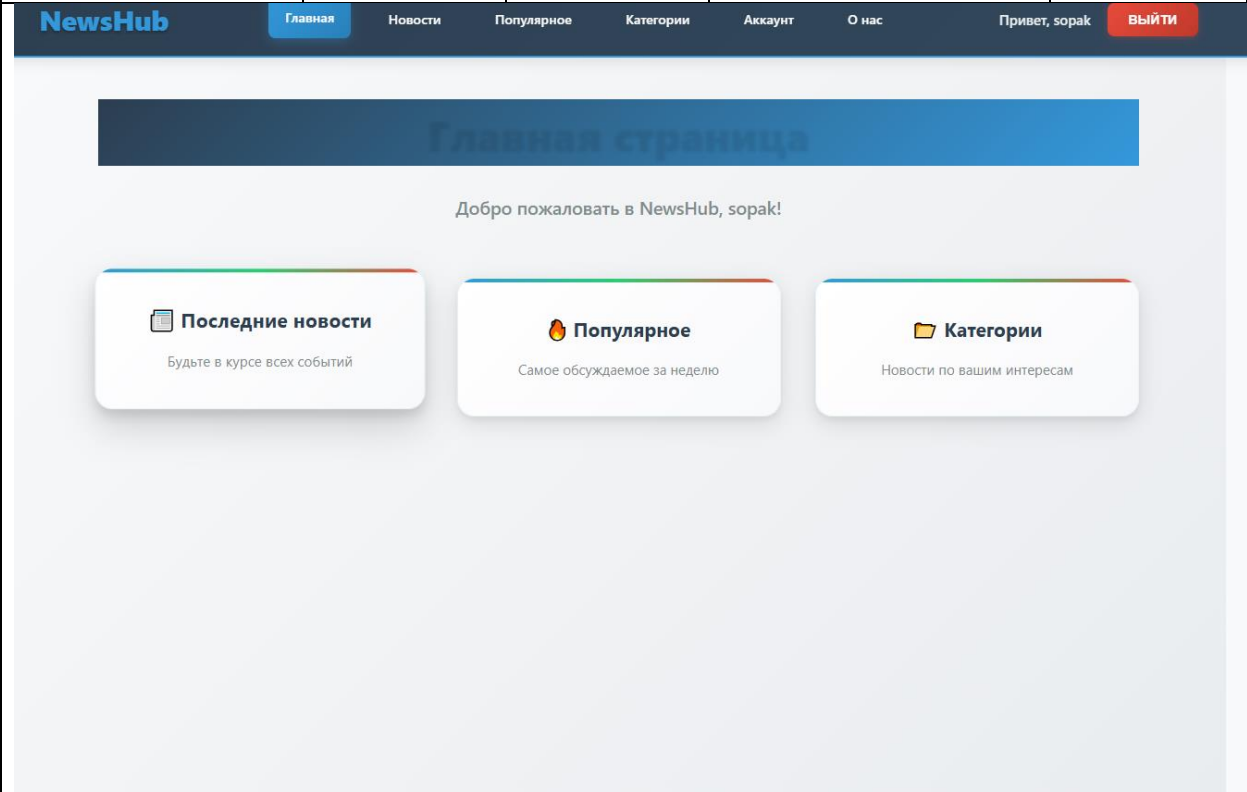 NewsHub Главная Новости Популярное Категории Аккаунт О нас Привет, sopak ВЫЙТИ
Главная страница
Добро пожаловать в NewsHub, sopak!
Последние новости
Будьте в курсе всех событий
Популярное
Самое обсуждаемое за неделю
Категории
Новости по вашим интересам